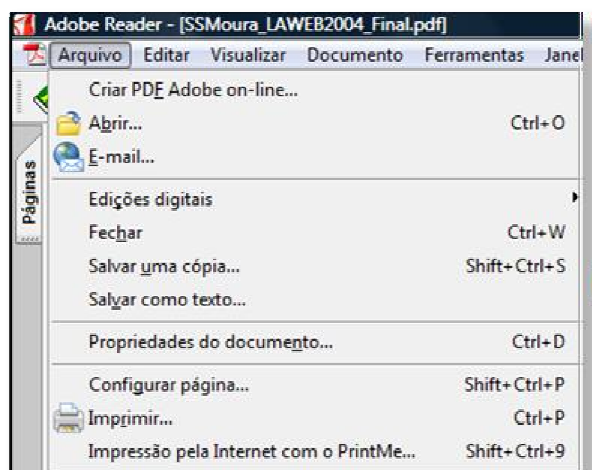 Adobe Reader - [SSMoura_LAWEB2004_Final.pdf]
Arquivo Editar Visualizar Documento Ferramentas Janel
Criar PDF Adobe on-line...
Abrir... Ctrl+O
E-mail...
Páginas
Edições digitais
Fechar Ctrl+W
Salvar uma cópia... Shift+Ctrl+S
Salvar como texto...
Propriedades do documento... Ctrl+D
Configurar página... Shift+Ctrl+P
Imprimir... Ctrl+P
Impressão pela Internet com o PrintMe... Shift+Ctrl+9